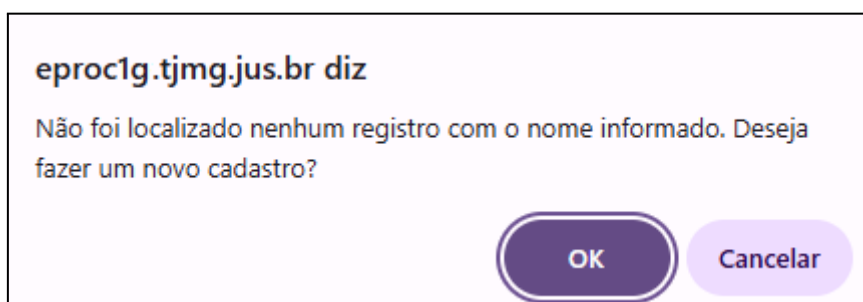 eproc1g.tjmg.jus.br diz
Não foi localizado nenhum registro com o nome informado. Deseja
fazer um novo cadastro?
OK
Cancelar